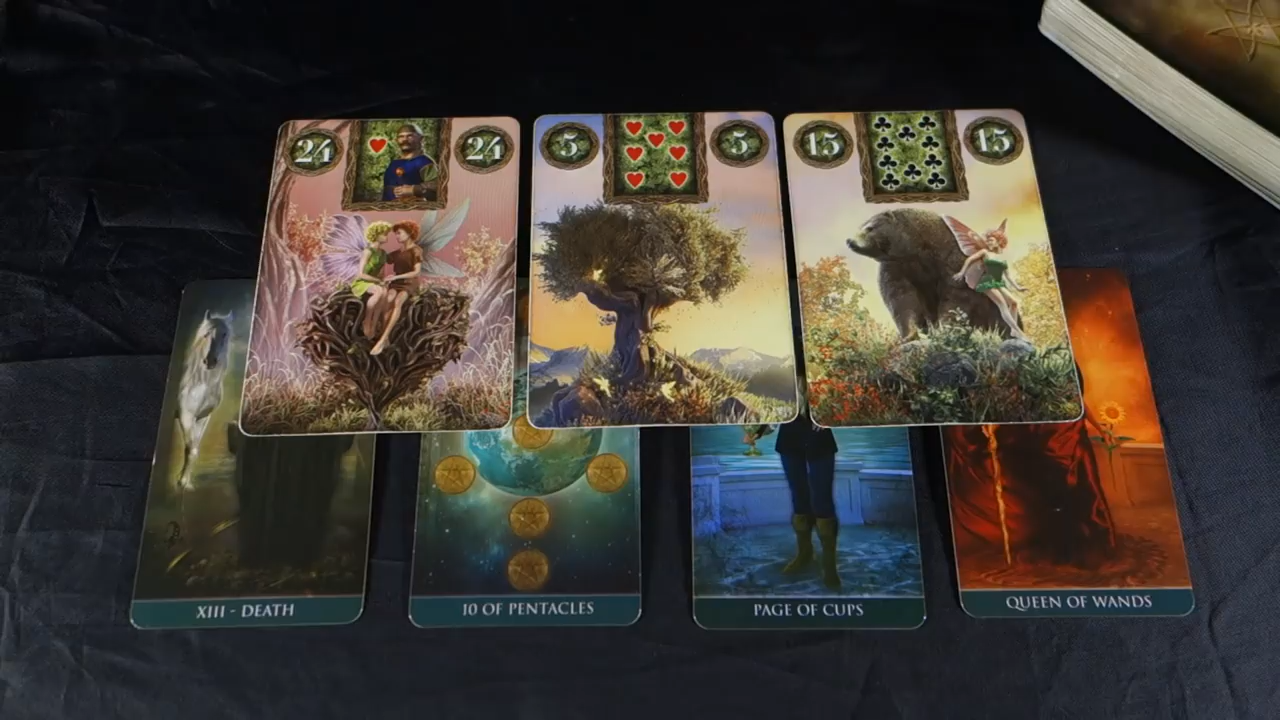 24 24
5 5
15 15
XIII - DEATH
10 OF PENTACLES
PAGE OF CUPS
QUEEN OF WANDS